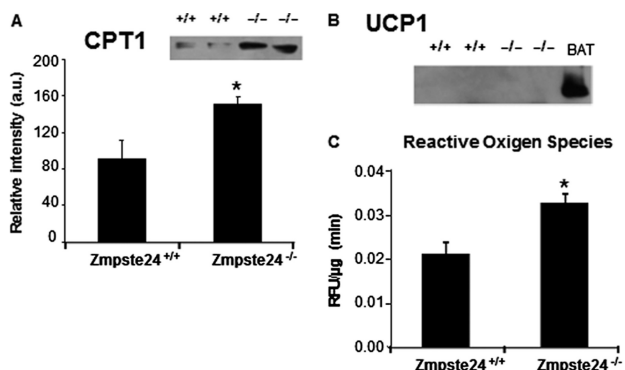 A
CPT1
+/+ +/+ –/– –/–
Relative intensity (a.u.)
200
160
120
80
40
0
*
Zmpste24 +/+
Zmpste24 -/-
B
UCP1
+/+ +/+ –/– –/– BAT
C
Reactive Oxigen Species
RFU/µg (min)
0.04
0.03
0.02
0.01
0.00
*
Zmpste24 +/+
Zmpste24 -/-